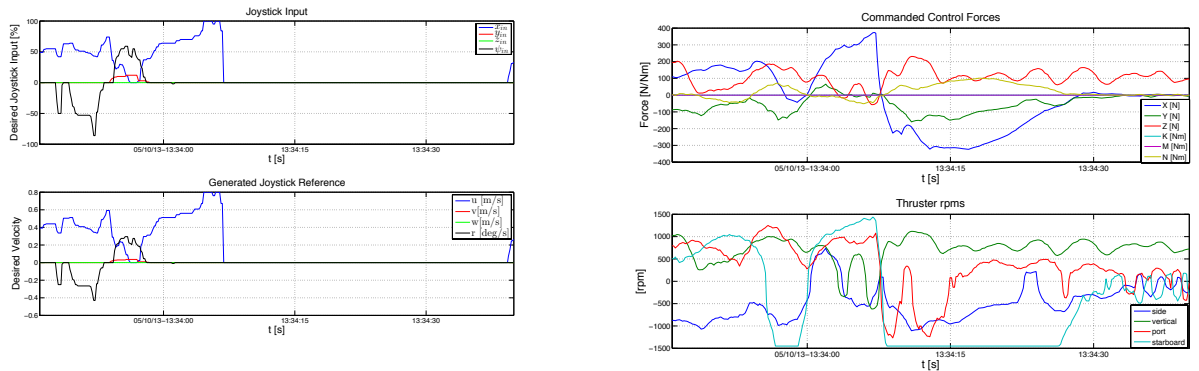 Joystick Input
Desired Joystick Input [%]
100
50
0
−50
−100
x_in
y_in
z_in
ψ_in
05/10/13−13:34:00
13:34:15
13:34:30
t [s]
Generated Joystick Reference
Desired Velocity
0.8
0.6
0.4
0.2
0
−0.2
−0.4
−0.6
u [m/s]
v[m/s]
w[m/s]
r [deg/s]
05/10/13−13:34:00
13:34:15
13:34:30
t [s]
Commanded Control Forces
Force [N/Nm]
400
300
200
100
0
−100
−200
−300
−400
X [N]
Y [N]
Z [N]
K [Nm]
M [Nm]
N [Nm]
05/10/13−13:34:00
13:34:15
13:34:30
t [s]
Thruster rpms
[rpm]
1500
1000
500
0
−500
−1000
−1500
side
vertical
port
starboard
05/10/13−13:34:00
13:34:15
13:34:30
t [s]